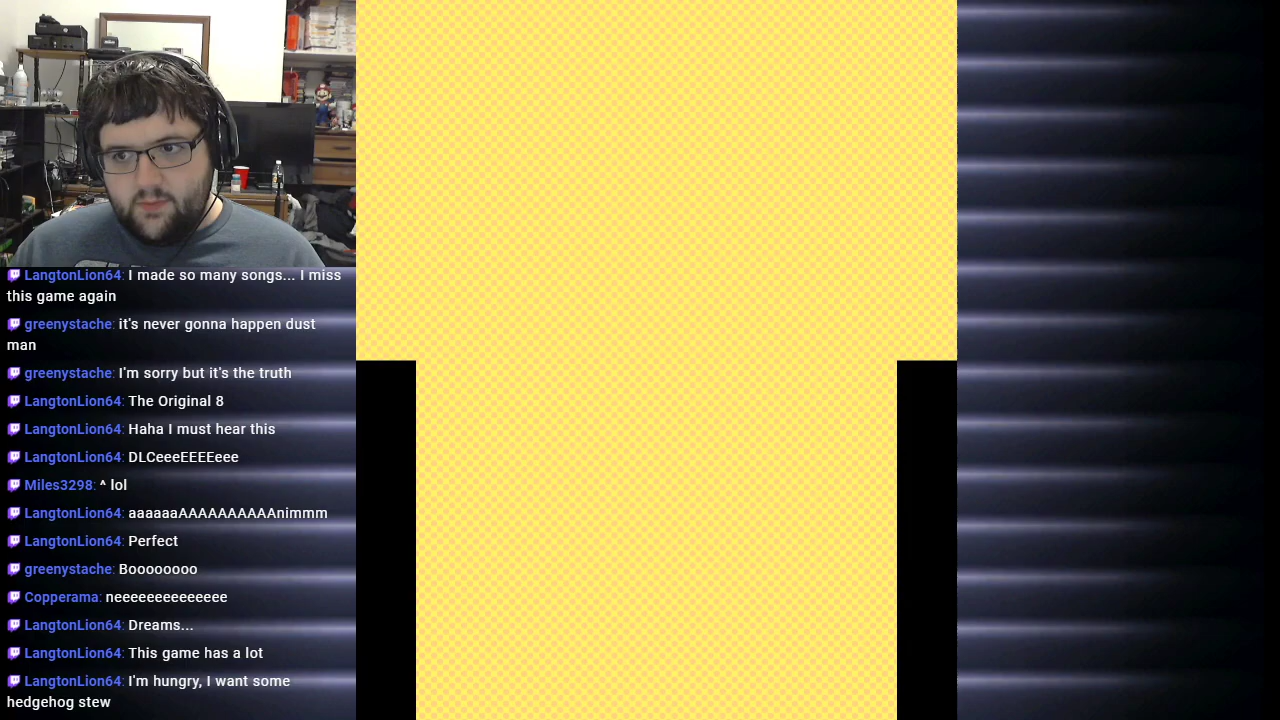 LangtonLion64: I made so many songs... I miss
this game again
greenystache: it's never gonna happen dust
man
greenystache: I'm sorry but it's the truth
LangtonLion64: The Original 8
LangtonLion64: Haha I must hear this
LangtonLion64: DLCeeeEEEEeee
Miles3298: ^ lol
LangtonLion64: aaaaaaAAAAAAAAAAnimmm
LangtonLion64: Perfect
greenystache: Boooooooo
Copperama: neeeeeeeeeeeeee
LangtonLion64: Dreams...
LangtonLion64: This game has a lot
LangtonLion64: I'm hungry, I want some
hedgehog stew